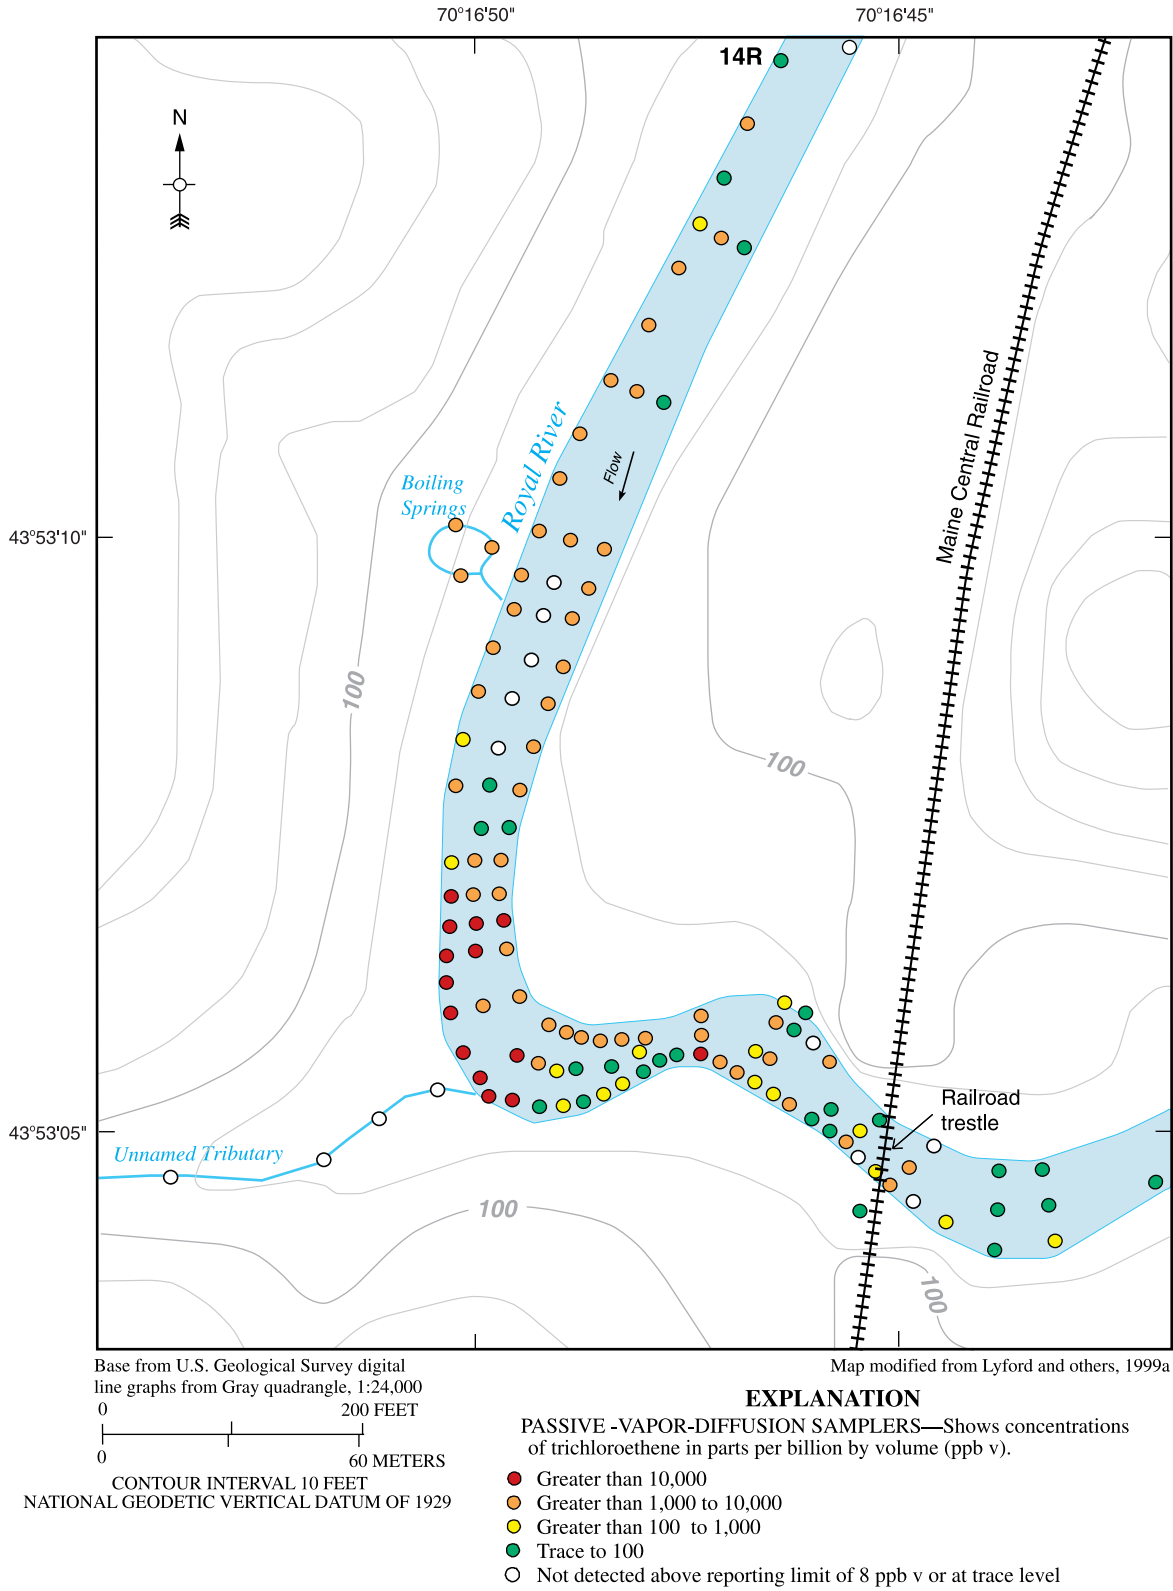 70°16'50"
70°16'45"
14R
N
Maine Central Railroad
Royal River
Flow
Boiling
Springs
43°53'10"
100
100
Railroad
trestle
43°53'05"
Unnamed Tributary
100
100
Base from U.S. Geological Survey digital
line graphs from Gray quadrangle, 1:24,000
Map modified from Lyford and others, 1999a
0 200 FEET
0 60 METERS
CONTOUR INTERVAL 10 FEET
NATIONAL GEODETIC VERTICAL DATUM OF 1929
EXPLANATION
PASSIVE -VAPOR-DIFFUSION SAMPLERS—Shows concentrations
of trichloroethene in parts per billion by volume (ppb v).
Greater than 10,000
Greater than 1,000 to 10,000
Greater than 100 to 1,000
Trace to 100
Not detected above reporting limit of 8 ppb v or at trace level